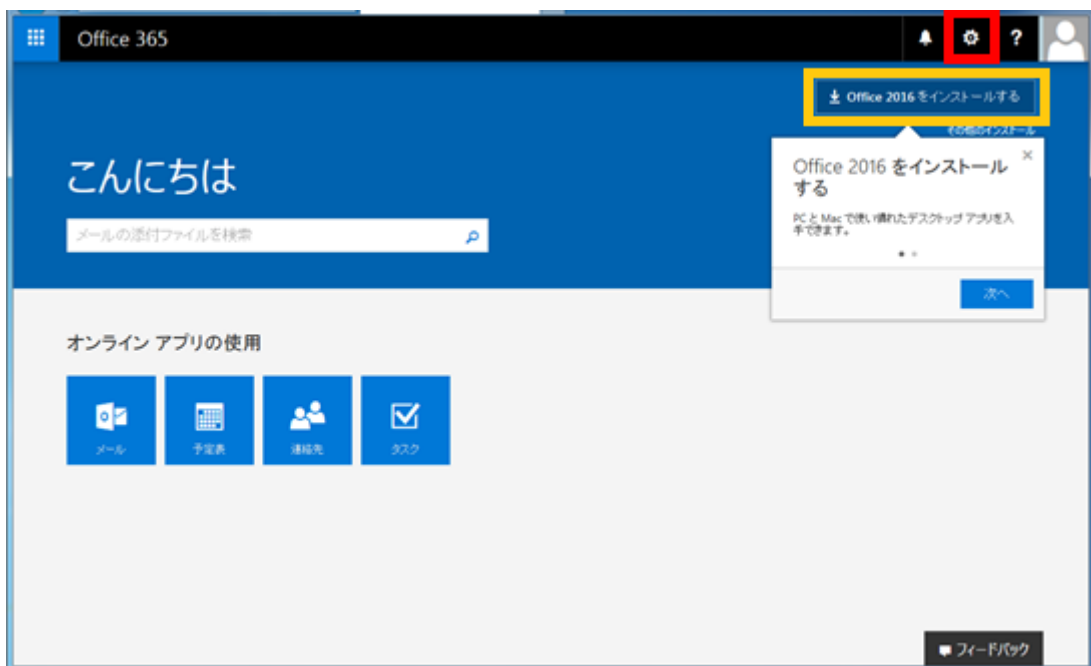 Office 365
?
Office 2016 をインストールする
その他のインストール
こんにちは
メールの添付ファイルを検索
Office 2016 をインストール
する
PC と Mac で使い慣れたデスクトップ アプリを入
手できます。
次へ
オンライン アプリの使用
メール
予定表
連絡先
タスク
フィードバック